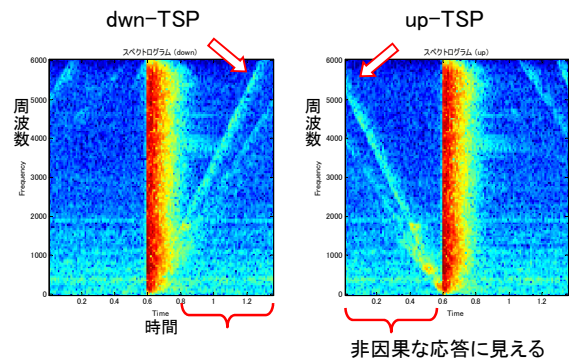 dwn-TSP
up-TSP
スペクトログラム (down)
6000
5000
4000
3000
2000
1000
0
周波数
Frequency
0.2
0.4
0.6
0.8
1
1.2
Time
時間
スペクトログラム (up)
6000
5000
4000
3000
2000
1000
0
周波数
Frequency
0.2
0.4
0.6
0.8
1
1.2
Time
非因果な応答に見える